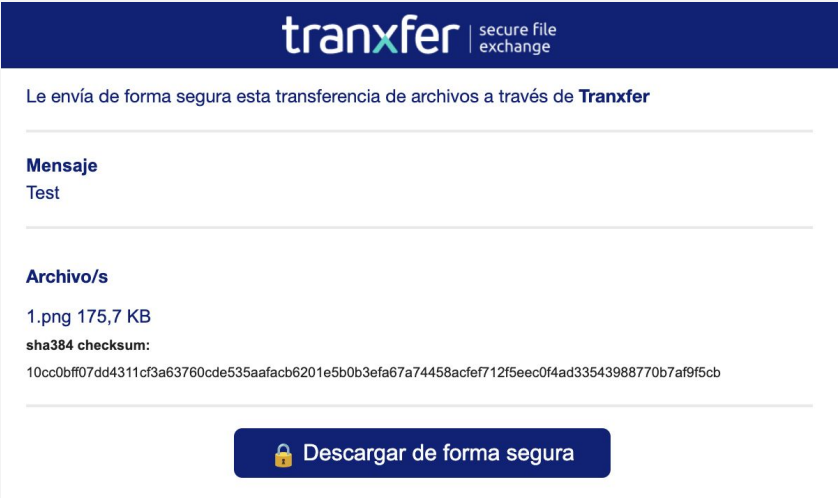 tranxfer
secure file
exchange
Le envía de forma segura esta transferencia de archivos a través de Tranxfer
Mensaje
Test
Archivo/s
1.png 175,7 KB
sha384 checksum:
10cc0bff07dd4311cf3a63760cde535aafacb6201e5b0b3efa67a74458acfef712f5eec0f4ad33543988770b7af9f5cb
Descargar de forma segura